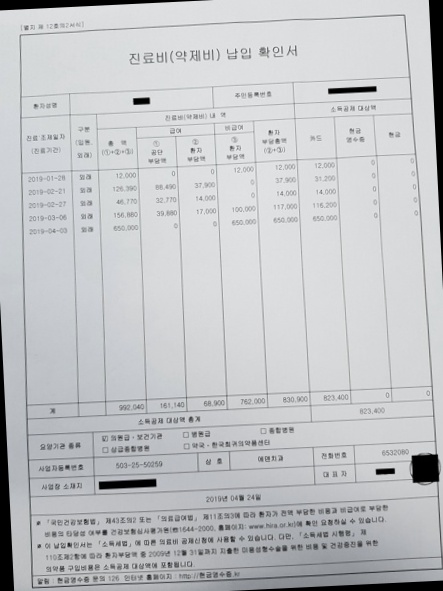 [별지 제 12호의2서식]
진료비(약제비) 납입 확인서
환자성명 주민등록번호
진료비(약제비) 내 역 소득공제 대상액
진료·조제일자 (진료기간) 구분 (입원, 외래) 총 액 (①+②+③) 급여 ① 공단 부담액 ② 환자 부담액 비급여 ③ 환자 부담액 환자 부담총액 (②+③) 카드 현금 영수증 현금
2019-01-28 외래 12,000 0 0 12,000 12,000 12,000 0 0
2019-02-21 외래 126,390 88,490 37,900 0 37,900 31,200 0 0
2019-02-27 외래 46,770 32,770 14,000 0 14,000 14,000 0 0
2019-03-06 외래 156,880 39,880 17,000 100,000 117,000 116,200 0 0
2019-04-03 외래 650,000 0 0 650,000 650,000 650,000 0 0
계 992,040 161,140 68,900 762,000 830,900 823,400 0 0
소득공제 대상액 총계 823,400
요양기관 종류 ☑ 의원급·보건기관 □ 병원급 □ 종합병원
□ 상급종합병원 □ 약국·한국희귀의약품센터
사업자등록번호 503-25-50259 상 호 에덴치과 전화번호 6532080
사업장 소재지 대 표 자
2019년 04월 24일
※ 「국민건강보험법」 제43조의2 또는 「의료급여법」 제11조의3에 따라 환자가 전액 부담한 비용과 비급여로 부당한
비용의 타당성 여부를 건강보험심사평가원(☎1644-2000, 홈페이지: www.hira.or.kr)에 확인 요청하실 수 있습니다.
※ 이 납입확인서는 「소득세법」에 따른 의료비 공제신청에 사용할 수 있습니다. 다만, 「소득세법 시행령」 제
110조제2항에 따라 환자부담액 중 2009년 12월 31일까지 지출한 미용성형수술을 위한 비용 및 건강증진을 위한
의약품 구입비용은 소득공제에 포함됩니다.
알림 현금영수증 문의 126 인터넷 홈페이지 : http://현금영수증.kr